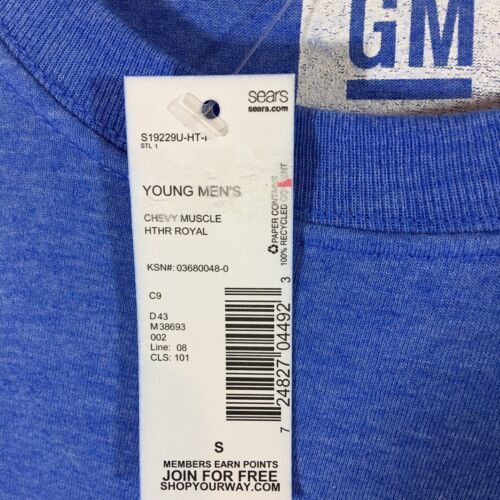 GM
sears
sears.com
S19229U-HT-
STL 1
YOUNG MEN'S
CHEVY MUSCLE
HTHR ROYAL
KSN#: 03680048-0
C9
D43
M38693
002
Line: 08
CLS: 101
PAPER CONTAINS
100% RECYCLED CONTENT
7 24827 04492 3
S
MEMBERS EARN POINTS
JOIN FOR FREE
SHOPYOURWAY.COM